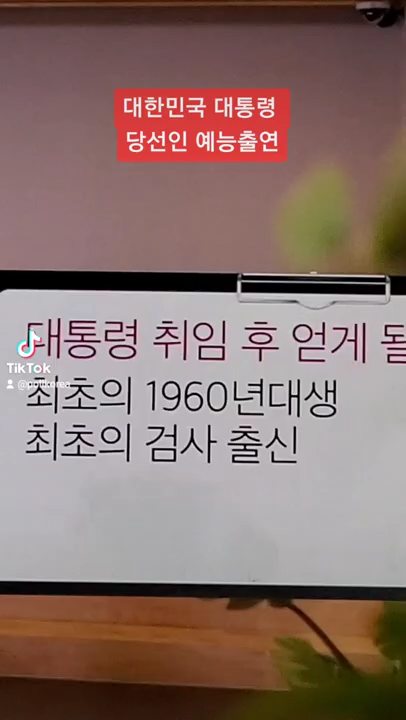 대한민국 대통령
당선인 예능출연
대통령 취임 후 얻게 될
최초의 1960년대생
최초의 검사 출신
TikTok
@polikorea